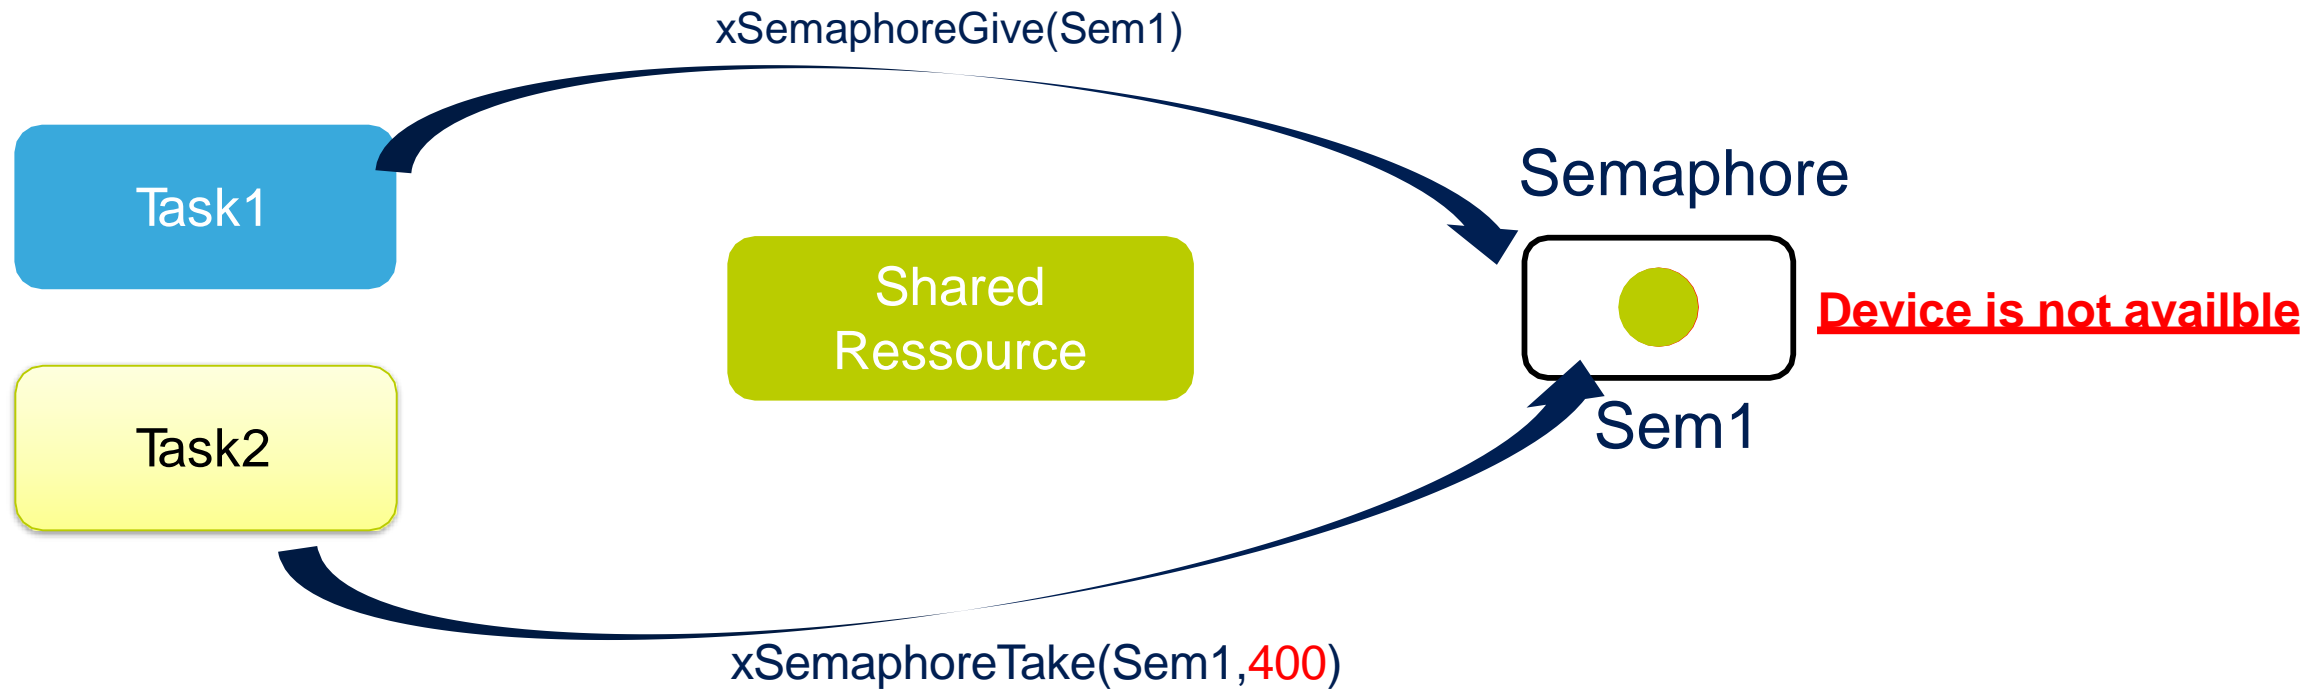 xSemaphoreGive(Sem1)
Task1
Semaphore
Shared
Ressource
Device is not availble
Task2
Sem1
xSemaphoreTake(Sem1,400)